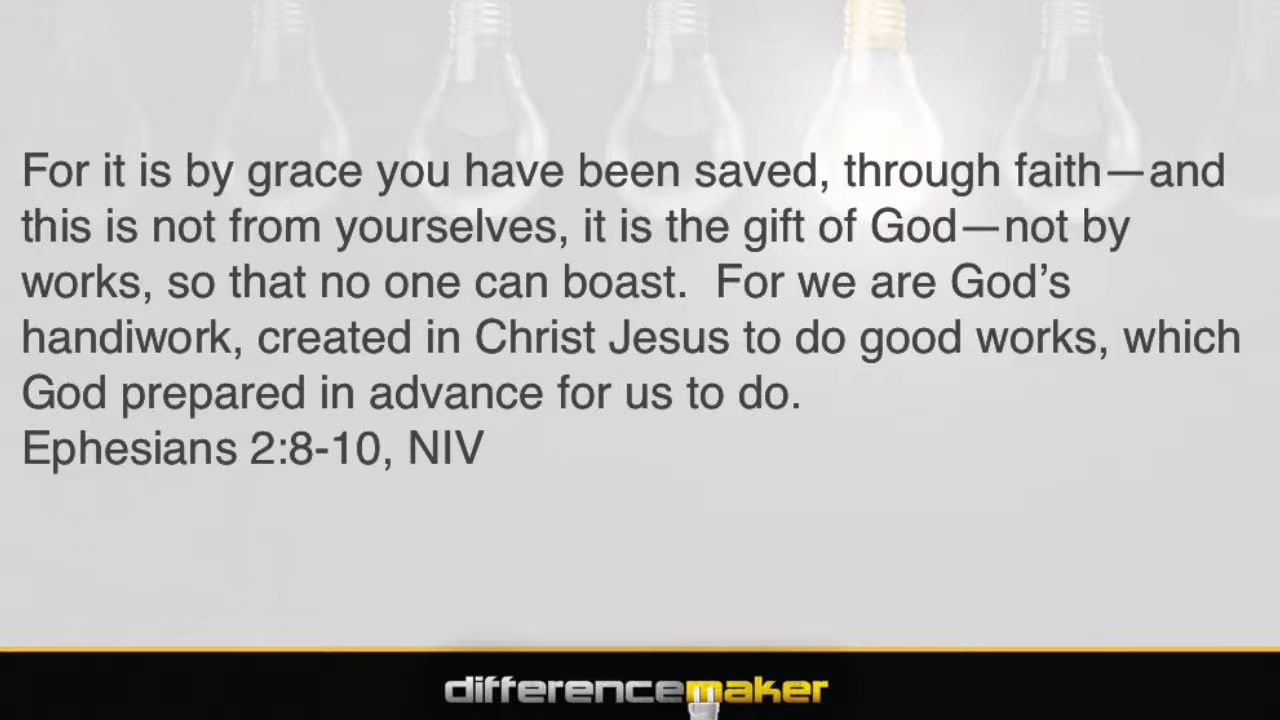 For it is by grace you have been saved, through faith—and
this is not from yourselves, it is the gift of God—not by
works, so that no one can boast.  For we are God’s
handiwork, created in Christ Jesus to do good works, which
God prepared in advance for us to do.
Ephesians 2:8-10, NIV
differencemaker